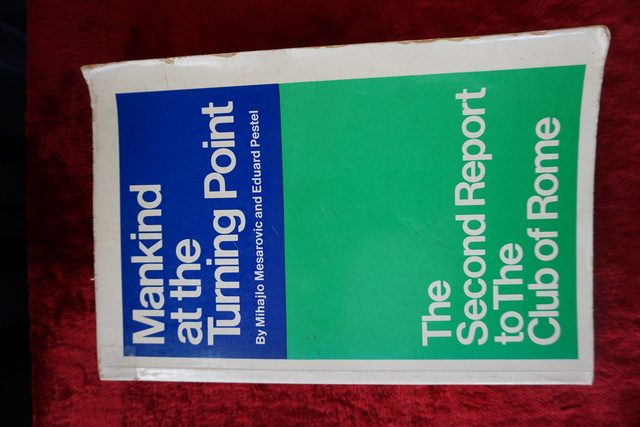 Mankind
at the
Turning Point
By Mihajlo Mesarovic and Eduard Pestel
The
Second Report
to The
Club of Rome